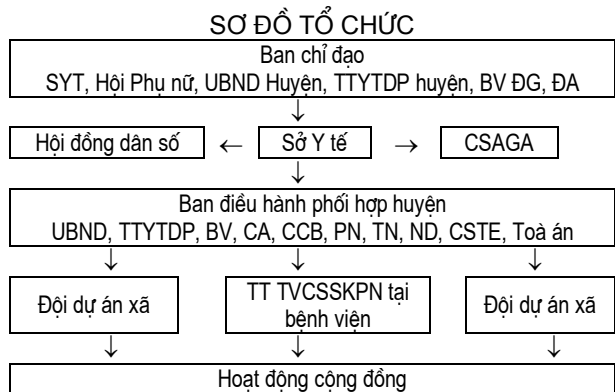 SƠ ĐỒ TỔ CHỨC
Ban chỉ đạo
SYT, Hội Phụ nữ, UBND Huyện, TTYTDP huyện, BV ĐG, ĐA
↓
Hội đồng dân số ← Sở Y tế → CSAGA
↓
Ban điều hành phối hợp huyện
UBND, TTYTDP, BV, CA, CCB, PN, TN, ND, CSTE, Toà án
↓ ↓ ↓
Đội dự án xã
TT TVCSSKPN tại
bệnh viện
Đội dự án xã
↓ ↓ ↓
Hoạt động cộng đồng